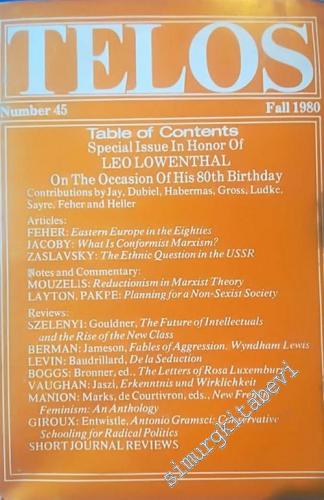 TELOS
Number 45 Fall 1980
Table of Contents
Special Issue In Honor Of
LEO LOWENTHAL
On The Occasion Of His 80th Birthday
Contributions by Jay, Dubiel, Habermas, Gross, Ludke,
Sayre, Feher and Heller
Articles:
FEHER: Eastern Europe in the Eighties
JACOBY: What Is Conformist Marxism?
ZASLAVSKY: The Ethnic Question in the USSR
Notes and Commentary:
MOUZELIS: Reductionism in Marxist Theory
LAYTON, PAKPE: Planning for a Non-Sexist Society
Reviews:
SZELENYI: Gouldner, The Future of Intellectuals
and the Rise of the New Class
BERMAN: Jameson, Fables of Aggression. Wyndham Lewis
LEVIN: Baudrillard, De la Seduction
BOGGS: Bronner, ed., The Letters of Rosa Luxemburg
VAUGHAN: Jaszi, Erkenntnis und Wirklichkeit
MANION: Marks, de Courtivron, eds., New French
Feminism: An Anthology
GIROUX: Entwistle, Antonio Gramsci: Conservative
Schooling for Radical Politics
SHORT JOURNAL REVIEWS
simurgkitabevi